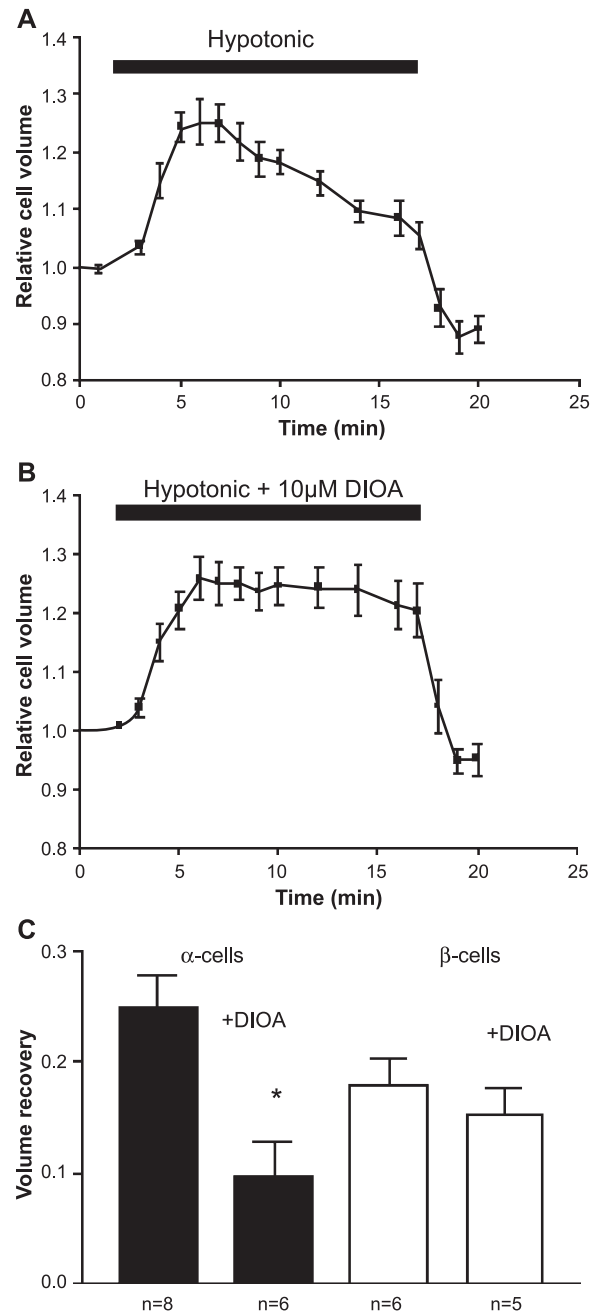 A
Hypotonic
1.4
1.3
1.2
1.1
1.0
0.9
0.8
Relative cell volume
0 5 10 15 20 25
Time (min)
B
Hypotonic + 10μM DIOA
1.4
1.3
1.2
1.0
0.9
0.8
Relative cell volume
0 5 10 15 20 25
Time (min)
C
α-cells β-cells
+DIOA +DIOA
*
0.3
0.2
0.1
0.0
Volume recovery
n=8 n=6 n=6 n=5